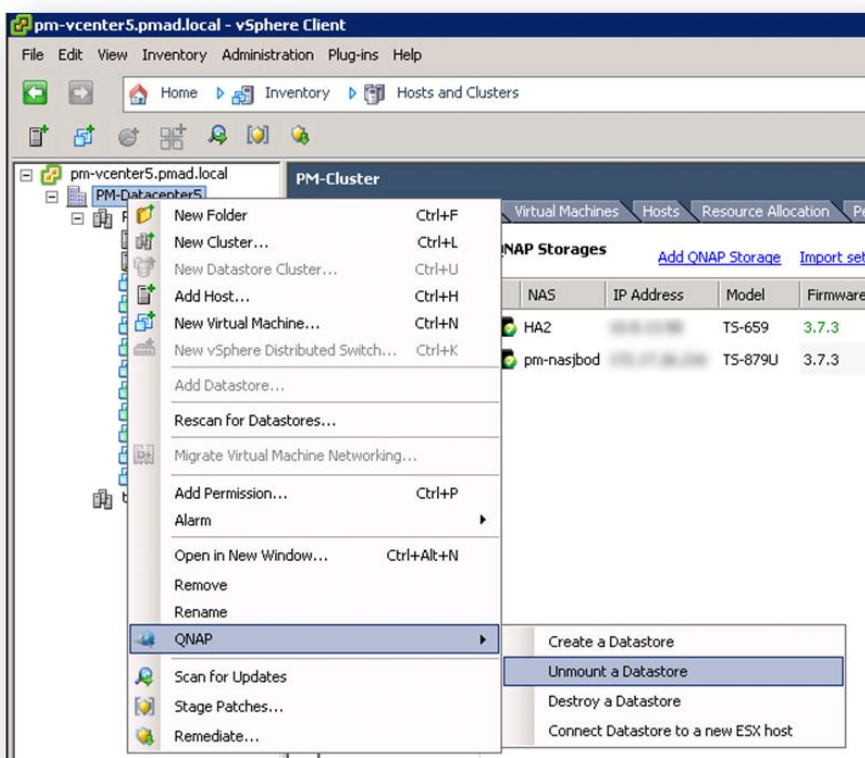 pm-vcenter5.pmad.local - vSphere Client
File Edit View Inventory Administration Plug-ins Help
Home Inventory Hosts and Clusters
pm-vcenter5.pmad.local
PM-Datacenter5
PM-Cluster
Virtual Machines Hosts Resource Allocation Pe
QNAP Storages Add QNAP Storage Import set
NAS IP Address Model Firmware
HA2 TS-659 3.7.3
pm-nasjbod TS-879U 3.7.3
New Folder Ctrl+F
New Cluster... Ctrl+L
New Datastore Cluster... Ctrl+U
Add Host... Ctrl+H
New Virtual Machine... Ctrl+N
New vSphere Distributed Switch... Ctrl+K
Add Datastore...
Rescan for Datastores...
Migrate Virtual Machine Networking...
Add Permission... Ctrl+P
Alarm
Open in New Window... Ctrl+Alt+N
Remove
Rename
QNAP
Scan for Updates
Stage Patches...
Remediate...
Create a Datastore
Unmount a Datastore
Destroy a Datastore
Connect Datastore to a new ESX host